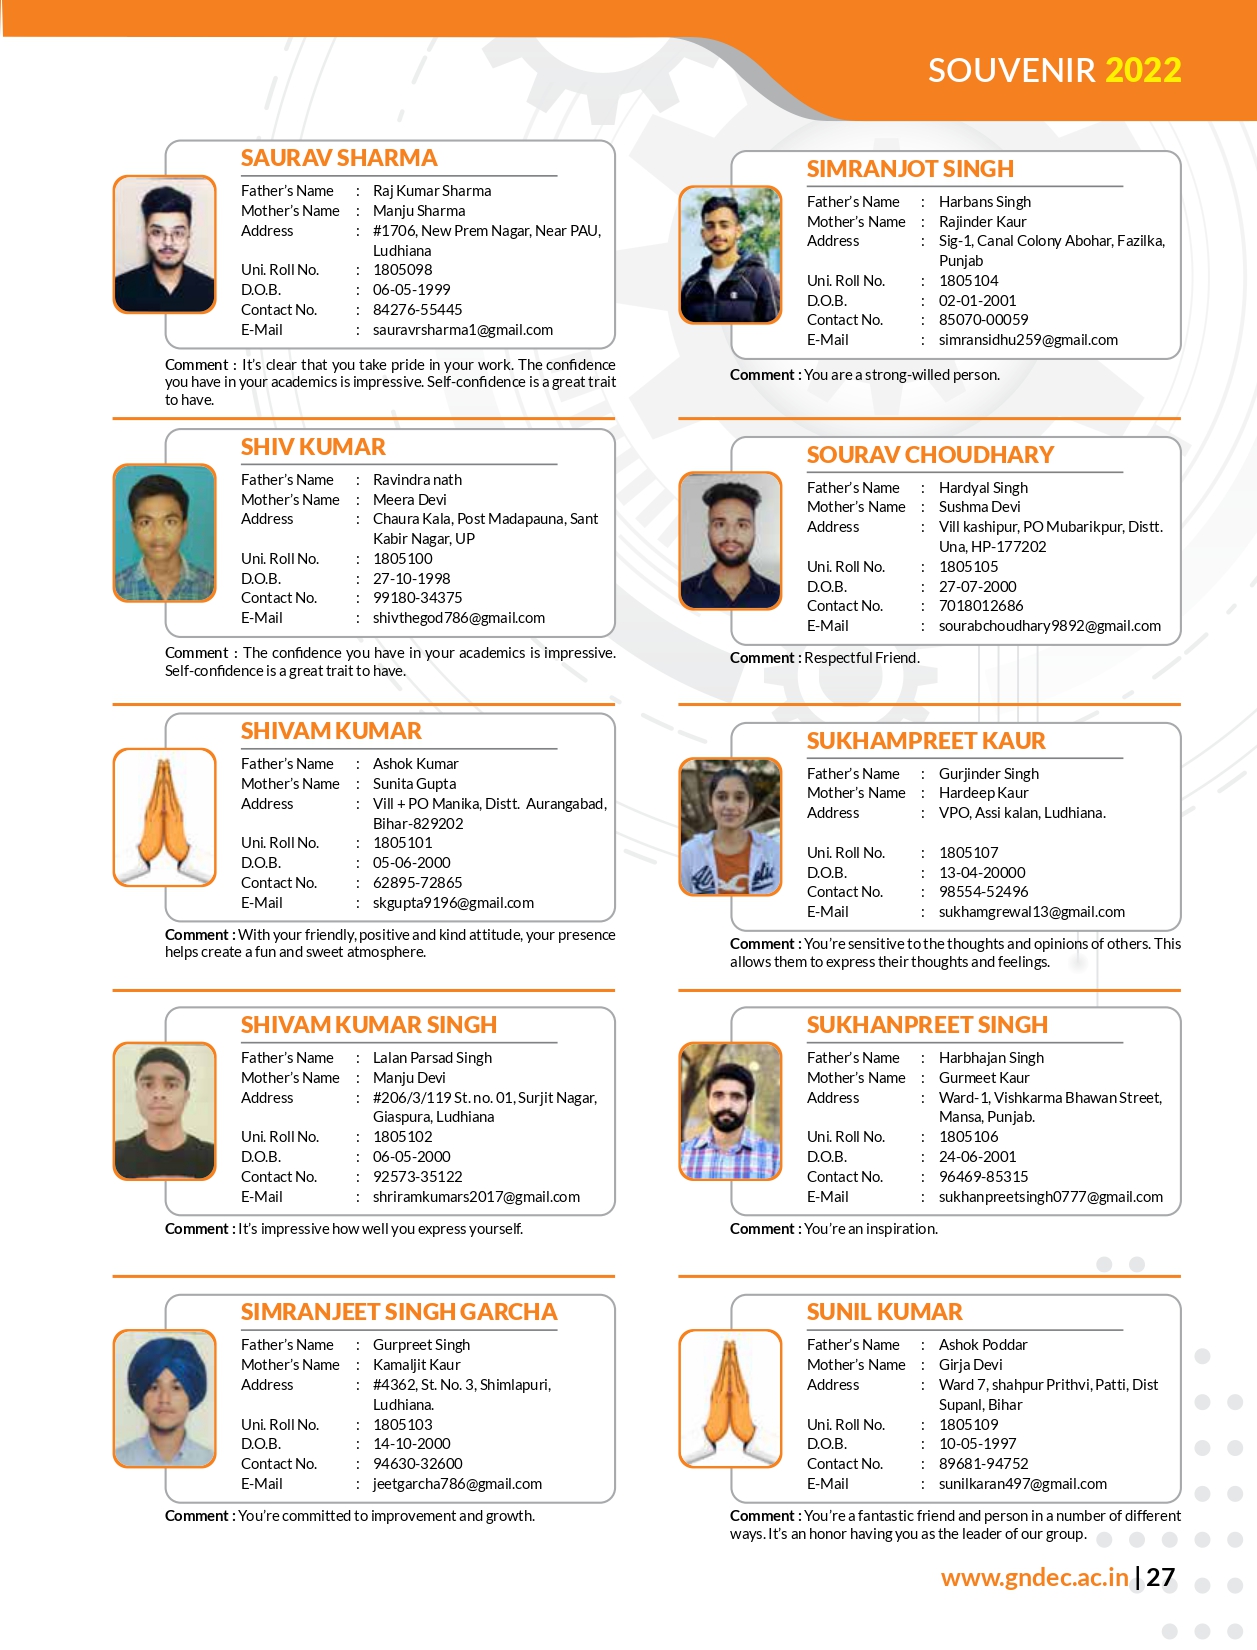 SOUVENIR 2022
SAURAV SHARMA
Father's Name : Raj Kumar Sharma
Mother's Name : Manju Sharma
Address : #1706, New Prem Nagar, Near PAU,
Ludhiana
Uni. Roll No. : 1805098
D.O.B. : 06-05-1999
Contact No. : 84276-55445
E-Mail : sauravrsharma1@gmail.com
Comment : It's clear that you take pride in your work. The confidence
you have in your academics is impressive. Self-confidence is a great trait
to have.
SHIV KUMAR
Father's Name : Ravindra nath
Mother's Name : Meera Devi
Address : Chaura Kala, Post Madapauna, Sant
Kabir Nagar, UP
Uni. Roll No. : 1805100
D.O.B. : 27-10-1998
Contact No. : 99180-34375
E-Mail : shivthegod786@gmail.com
Comment : The confidence you have in your academics is impressive.
Self-confidence is a great trait to have.
SHIVAM KUMAR
Father's Name : Ashok Kumar
Mother's Name : Sunita Gupta
Address : Vill + PO Manika, Distt. Aurangabad,
Bihar-829202
Uni. Roll No. : 1805101
D.O.B. : 05-06-2000
Contact No. : 62895-72865
E-Mail : skgupta9196@gmail.com
Comment : With your friendly, positive and kind attitude, your presence
helps create a fun and sweet atmosphere.
SHIVAM KUMAR SINGH
Father's Name : Lalan Parsad Singh
Mother's Name : Manju Devi
Address : #206/3/119 St. no. 01, Surjit Nagar,
Giaspura, Ludhiana
Uni. Roll No. : 1805102
D.O.B. : 06-05-2000
Contact No. : 92573-35122
E-Mail : shriramkumars2017@gmail.com
Comment : It's impressive how well you express yourself.
SIMRANJEET SINGH GARCHA
Father's Name : Gurpreet Singh
Mother's Name : Kamaljit Kaur
Address : #4362, St. No. 3, Shimlapuri,
Ludhiana.
Uni. Roll No. : 1805103
D.O.B. : 14-10-2000
Contact No. : 94630-32600
E-Mail : jeetgarcha786@gmail.com
Comment : You're committed to improvement and growth.
SIMRANJOT SINGH
Father's Name : Harbans Singh
Mother's Name : Rajinder Kaur
Address : Sig-1, Canal Colony Abohar, Fazilka,
Punjab
Uni. Roll No. : 1805104
D.O.B. : 02-01-2001
Contact No. : 85070-00059
E-Mail : simransidhu259@gmail.com
Comment : You are a strong-willed person.
SOURAV CHOUDHARY
Father's Name : Hardyal Singh
Mother's Name : Sushma Devi
Address : Vill kashipur, PO Mubarikpur, Distt.
Una, HP-177202
Uni. Roll No. : 1805105
D.O.B. : 27-07-2000
Contact No. : 7018012686
E-Mail : sourabchoudhary9892@gmail.com
Comment : Respectful Friend.
SUKHAMPREET KAUR
Father's Name : Gurjinder Singh
Mother's Name : Hardeep Kaur
Address : VPO, Assi kalan, Ludhiana.
Uni. Roll No. : 1805107
D.O.B. : 13-04-20000
Contact No. : 98554-52496
E-Mail : sukhamgrewal13@gmail.com
Comment : You're sensitive to the thoughts and opinions of others. This
allows them to express their thoughts and feelings.
SUKHANPREET SINGH
Father's Name : Harbhajan Singh
Mother's Name : Gurmeet Kaur
Address : Ward-1, Vishkarma Bhawan Street,
Mansa, Punjab.
Uni. Roll No. : 1805106
D.O.B. : 24-06-2001
Contact No. : 96469-85315
E-Mail : sukhanpreetsingh0777@gmail.com
Comment : You're an inspiration.
SUNIL KUMAR
Father's Name : Ashok Poddar
Mother's Name : Girja Devi
Address : Ward 7, shahpur Prithvi, Patti, Dist
Supanl, Bihar
Uni. Roll No. : 1805109
D.O.B. : 10-05-1997
Contact No. : 89681-94752
E-Mail : sunilkaran497@gmail.com
Comment : You're a fantastic friend and person in a number of different
ways. It's an honor having you as the leader of our group.
www.gndec.ac.in | 27